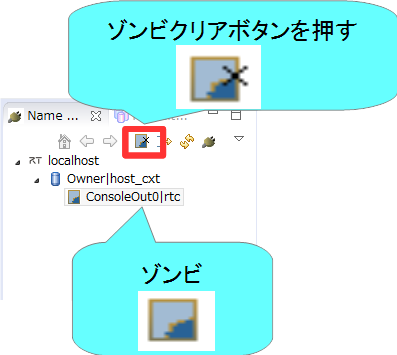 ゾンビクリアボタンを押す
Name ...
localhost
Owner|host_cxt
ConsoleOut0|rtc
ゾンビ